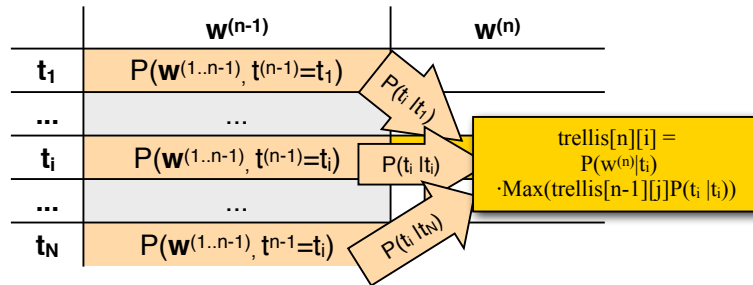 w(n-1) w(n)
t1 P(w(1..n-1), t(n-1)=t1)
P(ti |t1)
... ...
ti P(w(1..n-1), t(n-1)=ti)
P(ti |ti)
trellis[n][i] =
P(w(n)|ti)
·Max(trellis[n-1][j]P(ti |ti))
... ...
tN P(w(1..n-1), tn-1=ti)
P(ti |tN)